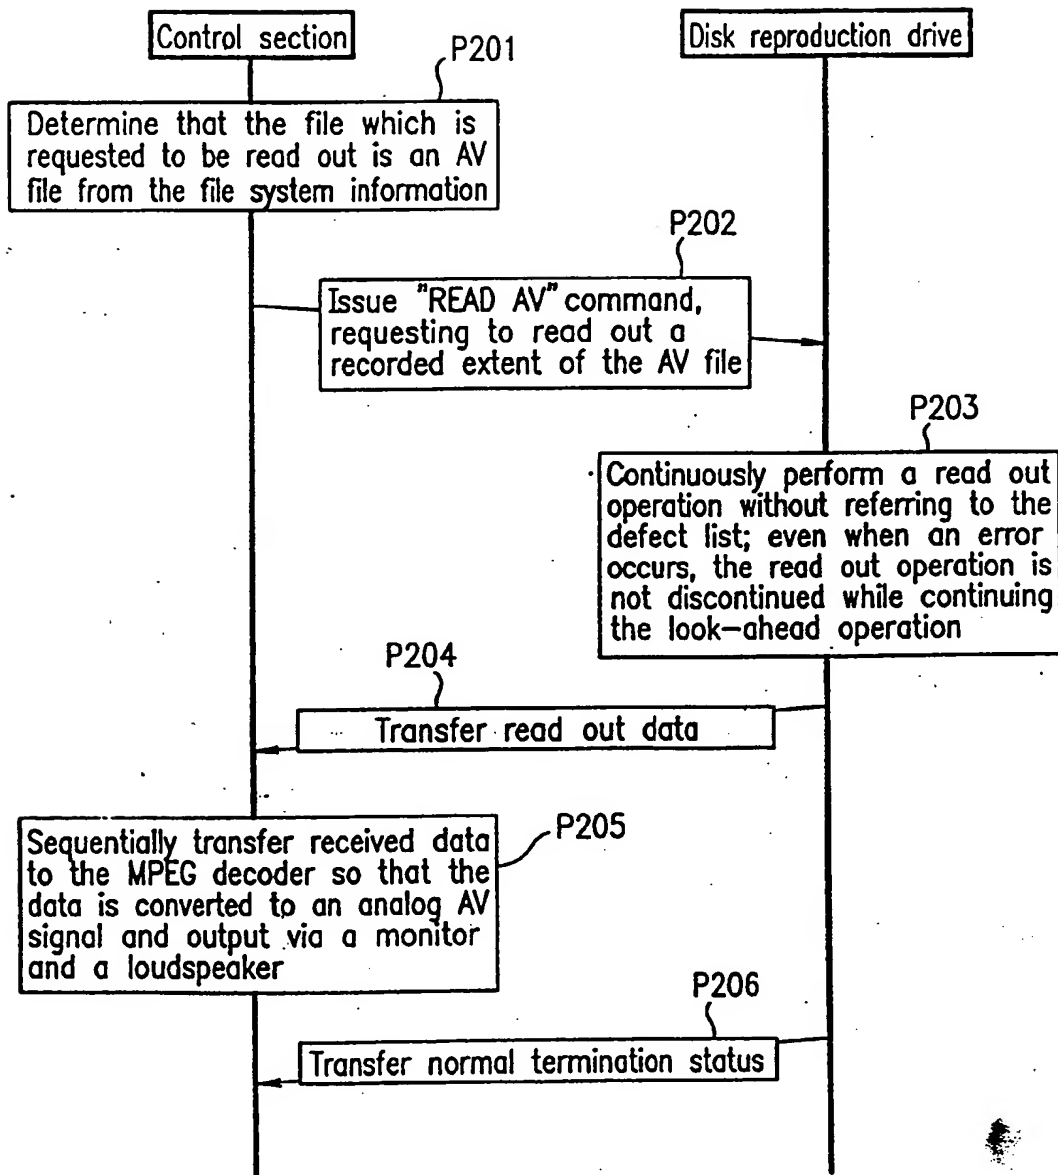 Control section
Disk reproduction drive
P201
Determine that the file which is
requested to be read out is an AV
file from the file system information
P202
Issue "READ AV" command,
requesting to read out a
recorded extent of the AV file
P203
Continuously perform a read out
operation without referring to the
defect list; even when an error
occurs, the read out operation is
not discontinued while continuing
the look-ahead operation
P204
Transfer read out data
P205
Sequentially transfer received data
to the MPEG decoder so that the
data is converted to an analog AV
signal and output via a monitor
and a loudspeaker
P206
Transfer normal termination status